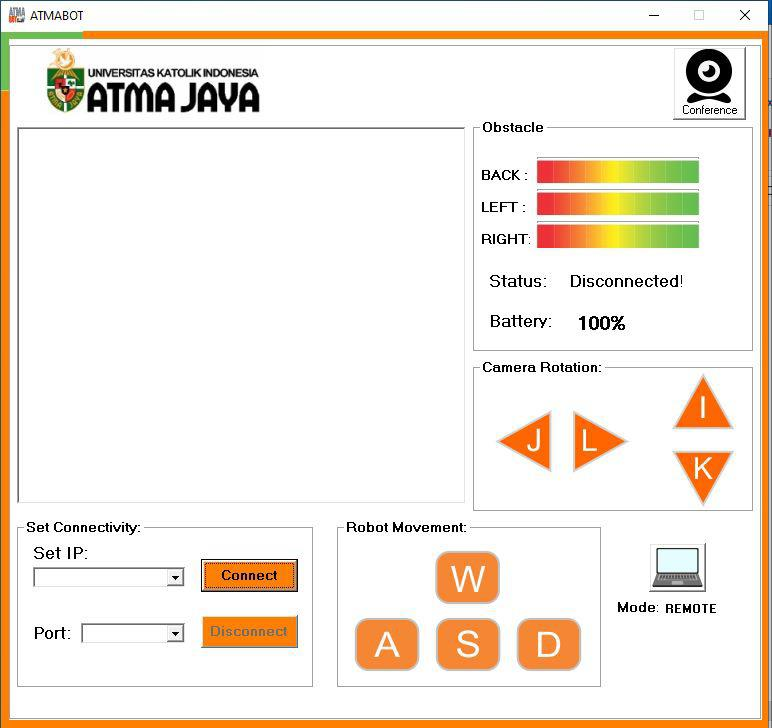 ATMABOT
UNIVERSITAS KATOLIK INDONESIA
ATMA JAYA
Conference
Obstacle
BACK :
LEFT :
RIGHT:
Status: Disconnected!
Battery: 100%
Camera Rotation:
I
J L
K
Set Connectivity:
Set IP:
Connect
Port:
Disconnect
Robot Movement:
W
A S D
Mode: REMOTE